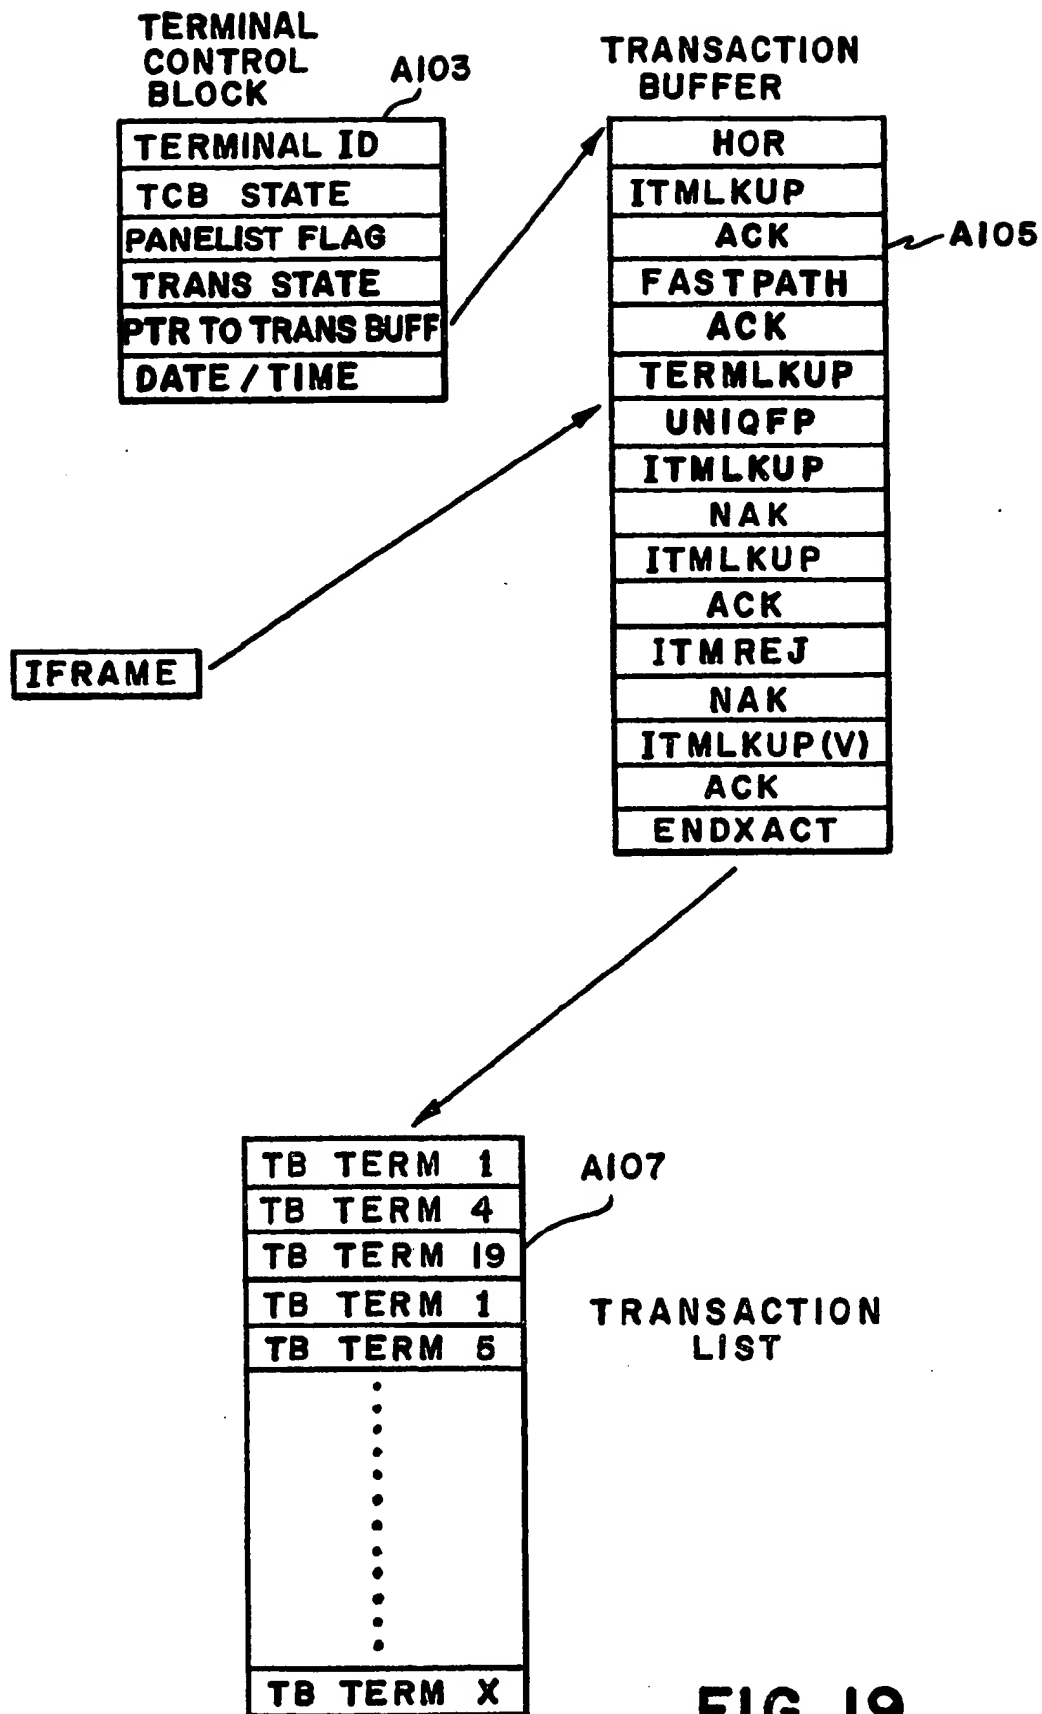 TERMINAL
CONTROL
BLOCK
A103
TERMINAL ID
TCB STATE
PANELIST FLAG
TRANS STATE
PTR TO TRANS BUFF
DATE / TIME
TRANSACTION
BUFFER
HOR
ITMLKUP
ACK
FASTPATH
ACK
TERMLKUP
UNIQFP
ITMLKUP
NAK
ITMLKUP
ACK
ITMREJ
NAK
ITMLKUP(V)
ACK
ENDXACT
A105
IFRAME
TB TERM 1
TB TERM 4
TB TERM 19
TB TERM 1
TB TERM 5
TB TERM X
A107
TRANSACTION
LIST
FIG. 19